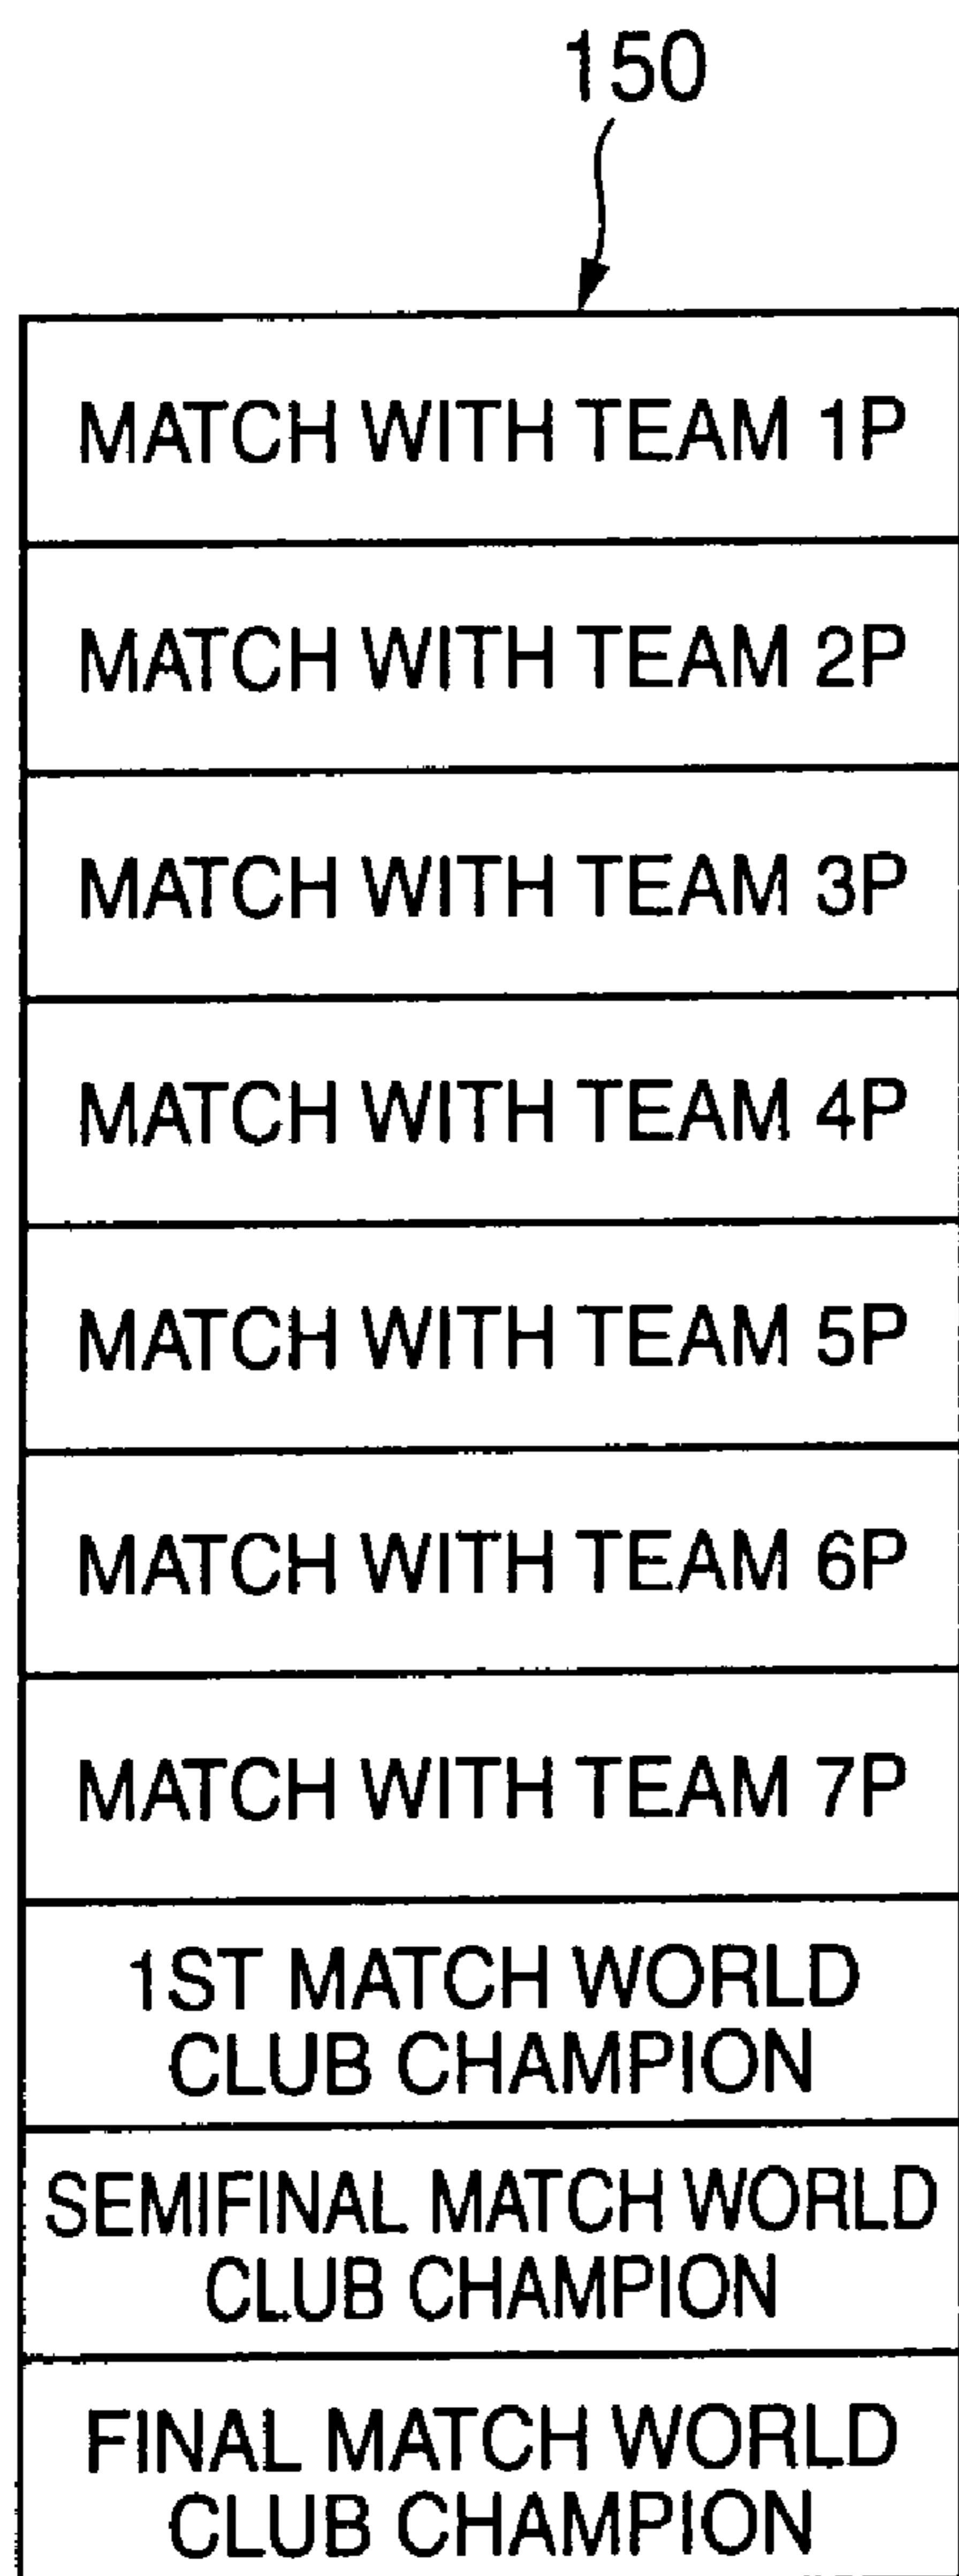 150
MATCH WITH TEAM 1P
MATCH WITH TEAM 2P
MATCH WITH TEAM 3P
MATCH WITH TEAM 4P
MATCH WITH TEAM 5P
MATCH WITH TEAM 6P
MATCH WITH TEAM 7P
1ST MATCH WORLD
CLUB CHAMPION
SEMIFINAL MATCH WORLD
CLUB CHAMPION
FINAL MATCH WORLD
CLUB CHAMPION